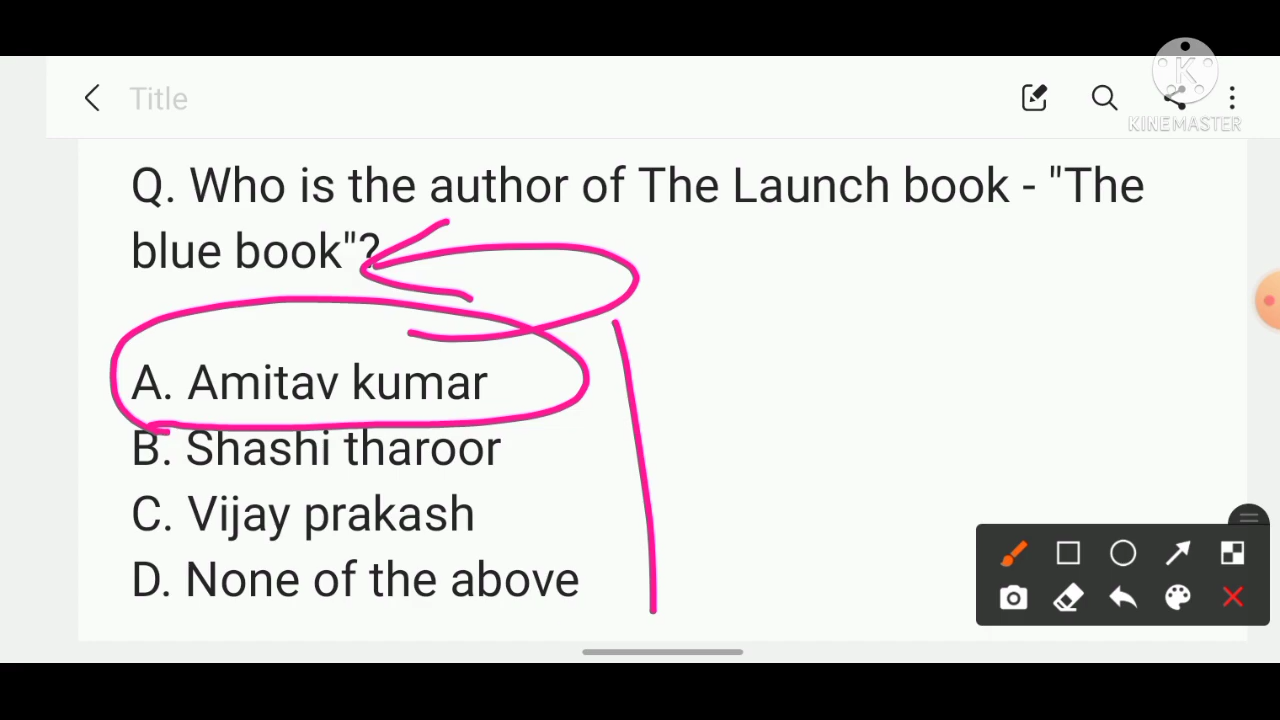 Title
KINEMASTER
Q. Who is the author of The Launch book - "The
blue book"?
A. Amitav kumar
B. Shashi tharoor
C. Vijay prakash
D. None of the above